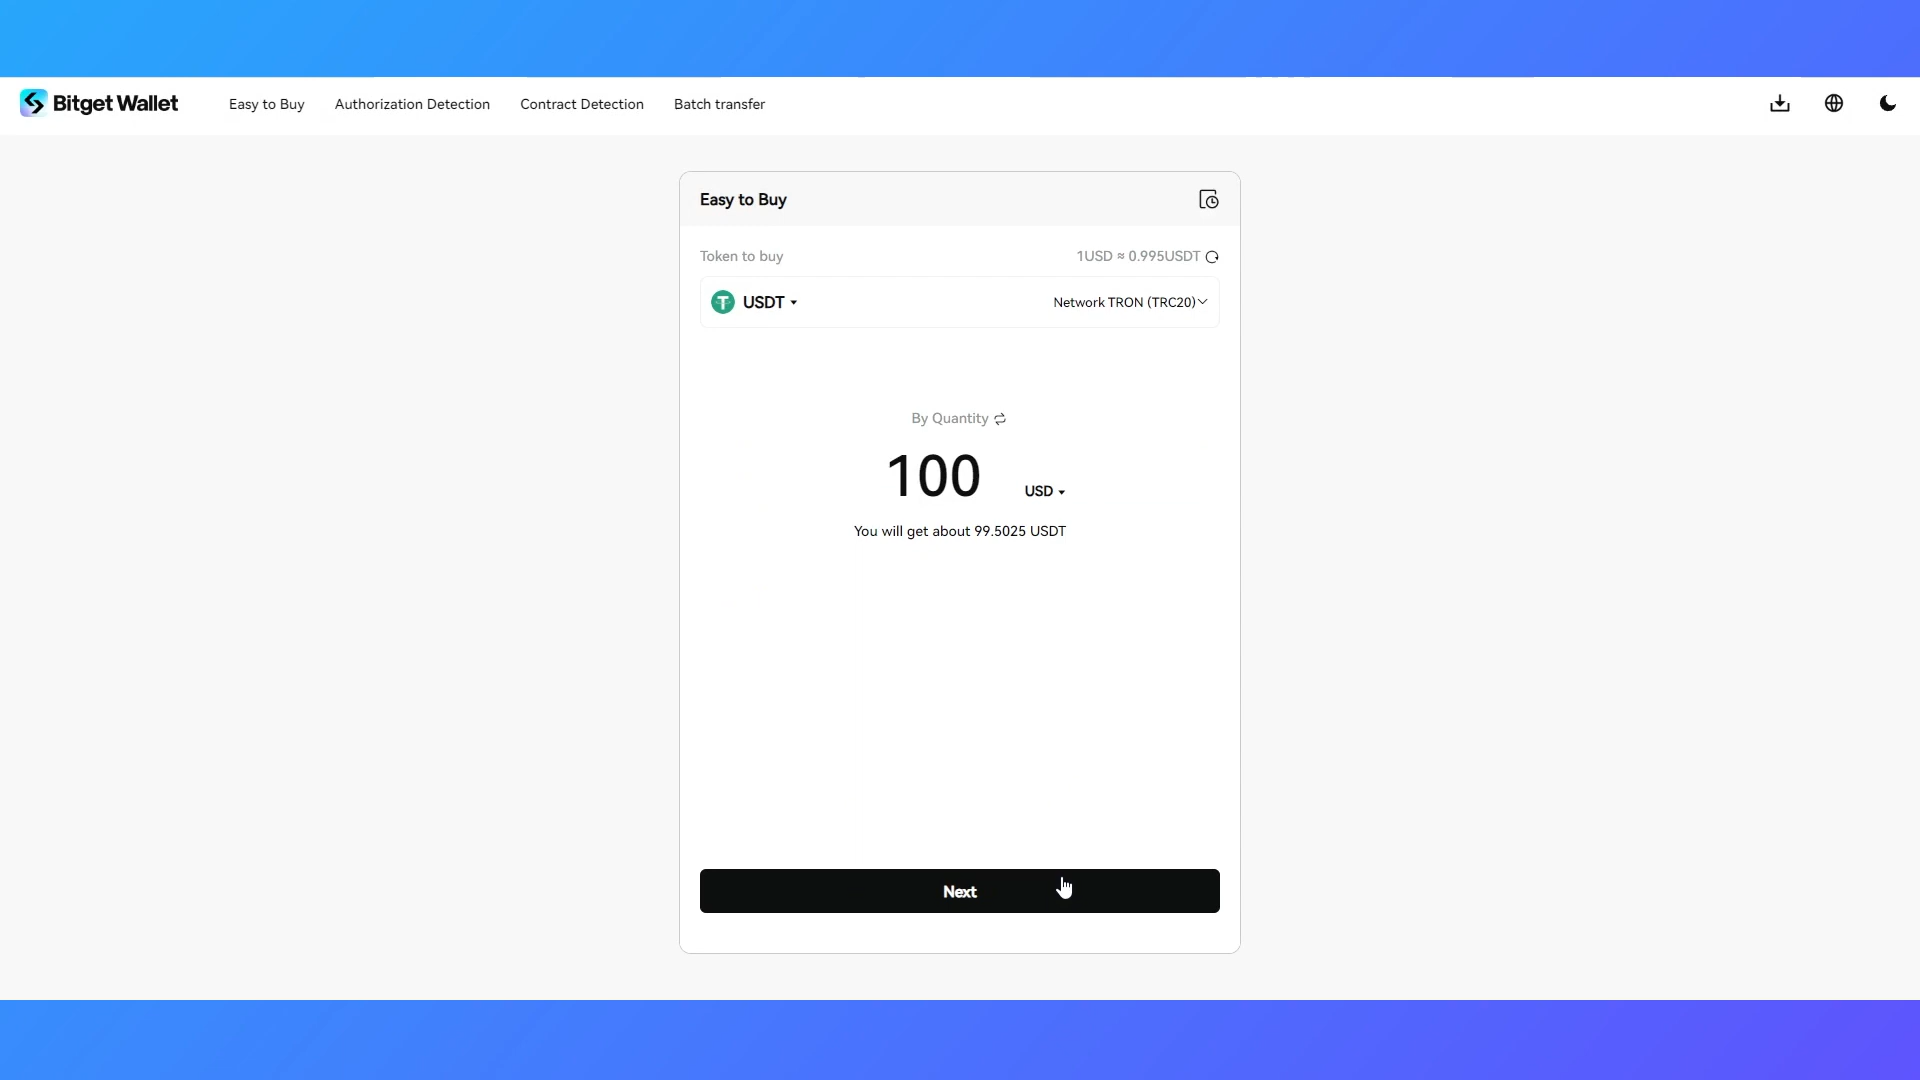 Bitget Wallet
Easy to Buy
Authorization Detection
Contract Detection
Batch transfer
Easy to Buy
Token to buy
1USD ≈ 0.995USDT
USDT
Network TRON (TRC20)
By Quantity
100
USD
You will get about 99.5025 USDT
Next